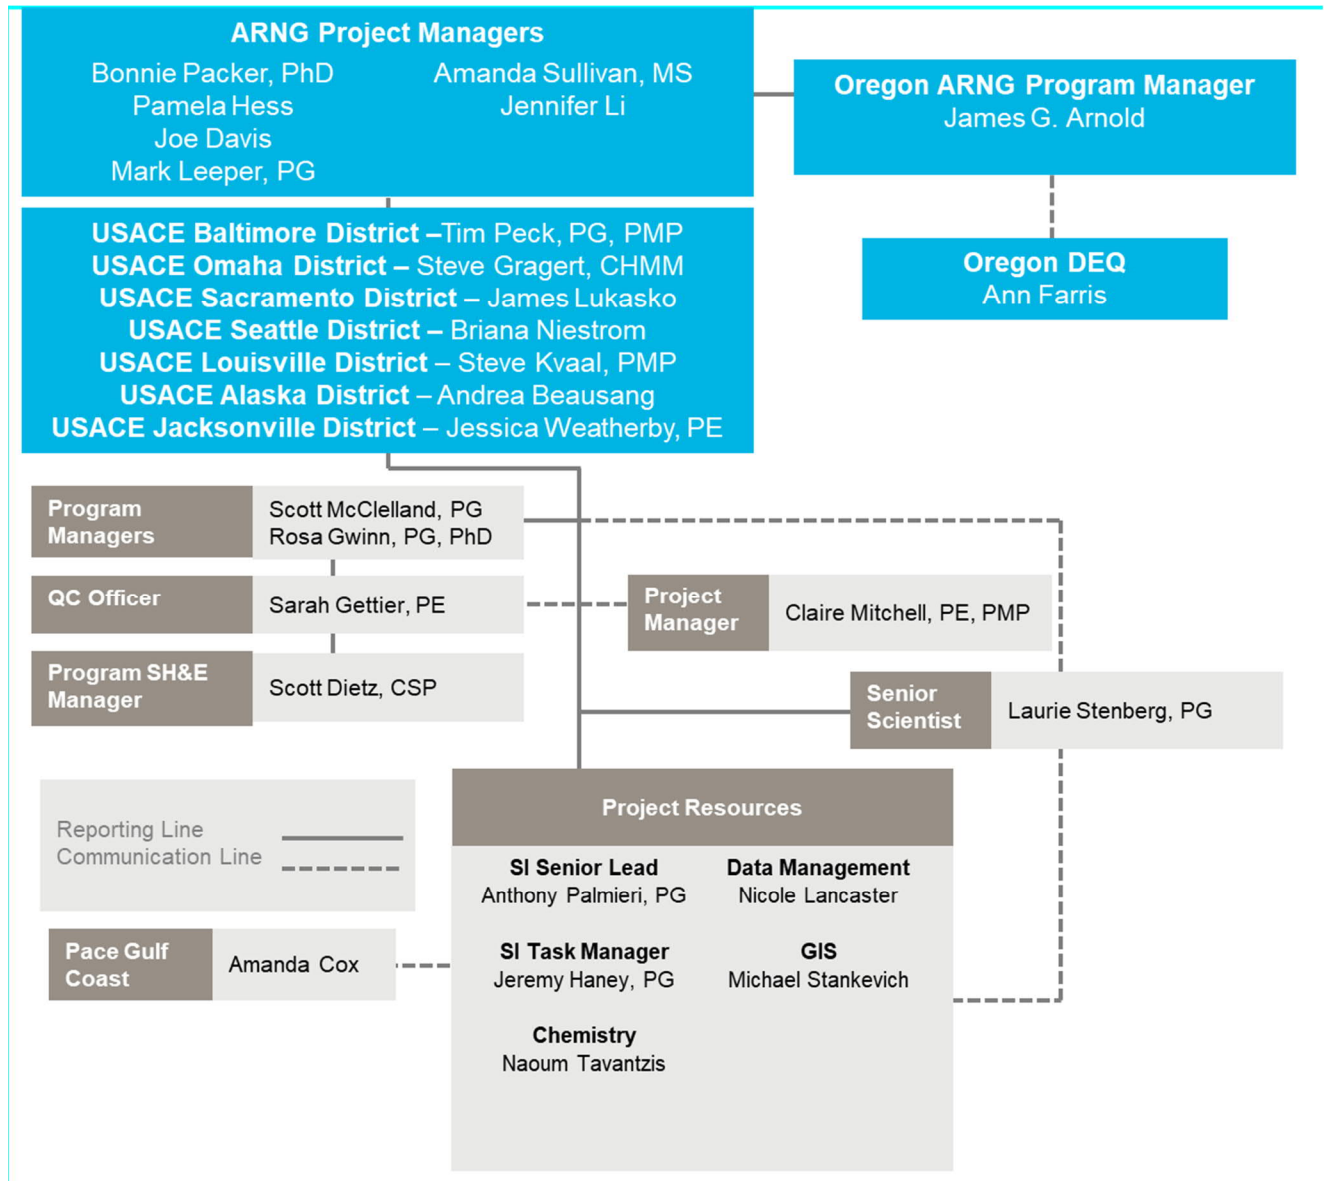 ARNG Project Managers
Bonnie Packer, PhD
Pamela Hess
Joe Davis
Mark Leeper, PG
Amanda Sullivan, MS
Jennifer Li
Oregon ARNG Program Manager
James G. Arnold
Oregon DEQ
Ann Farris
USACE Baltimore District –Tim Peck, PG, PMP
USACE Omaha District – Steve Gragert, CHMM
USACE Sacramento District – James Lukasko
USACE Seattle District – Briana Niestrom
USACE Louisville District – Steve Kvaal, PMP
USACE Alaska District – Andrea Beausang
USACE Jacksonville District – Jessica Weatherby, PE
Program
Managers
Scott McClelland, PG
Rosa Gwinn, PG, PhD
QC Officer
Sarah Gettier, PE
Project
Manager
Claire Mitchell, PE, PMP
Program SH&E
Manager
Scott Dietz, CSP
Senior
Scientist
Laurie Stenberg, PG
Reporting Line
Communication Line
Project Resources
SI Senior Lead
Anthony Palmieri, PG
Data Management
Nicole Lancaster
SI Task Manager
Jeremy Haney, PG
GIS
Michael Stankevich
Chemistry
Naoum Tavantzis
Pace Gulf
Coast
Amanda Cox